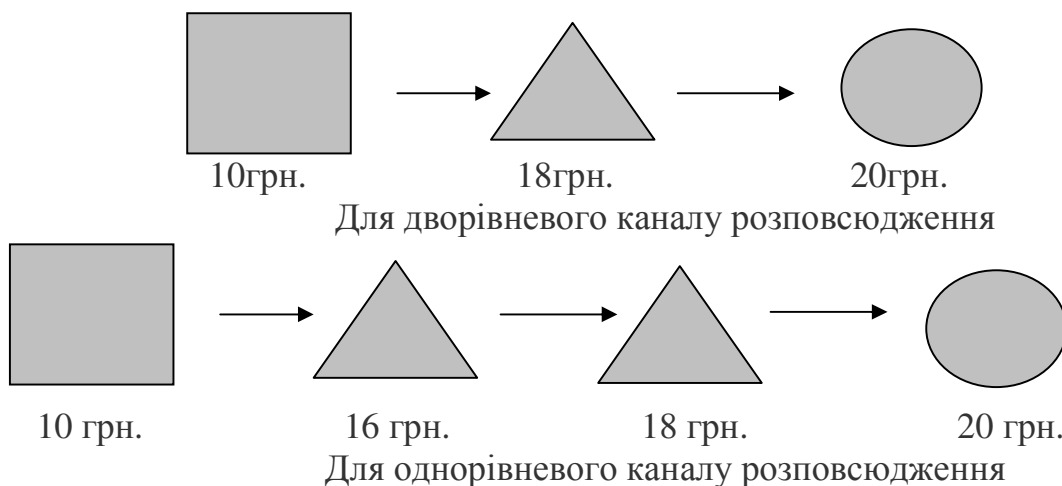 10грн. 18грн. 20грн.
Для дворівневого каналу розповсюдження
10 грн. 16 грн. 18 грн. 20 грн.
Для однорівневого каналу розповсюдження